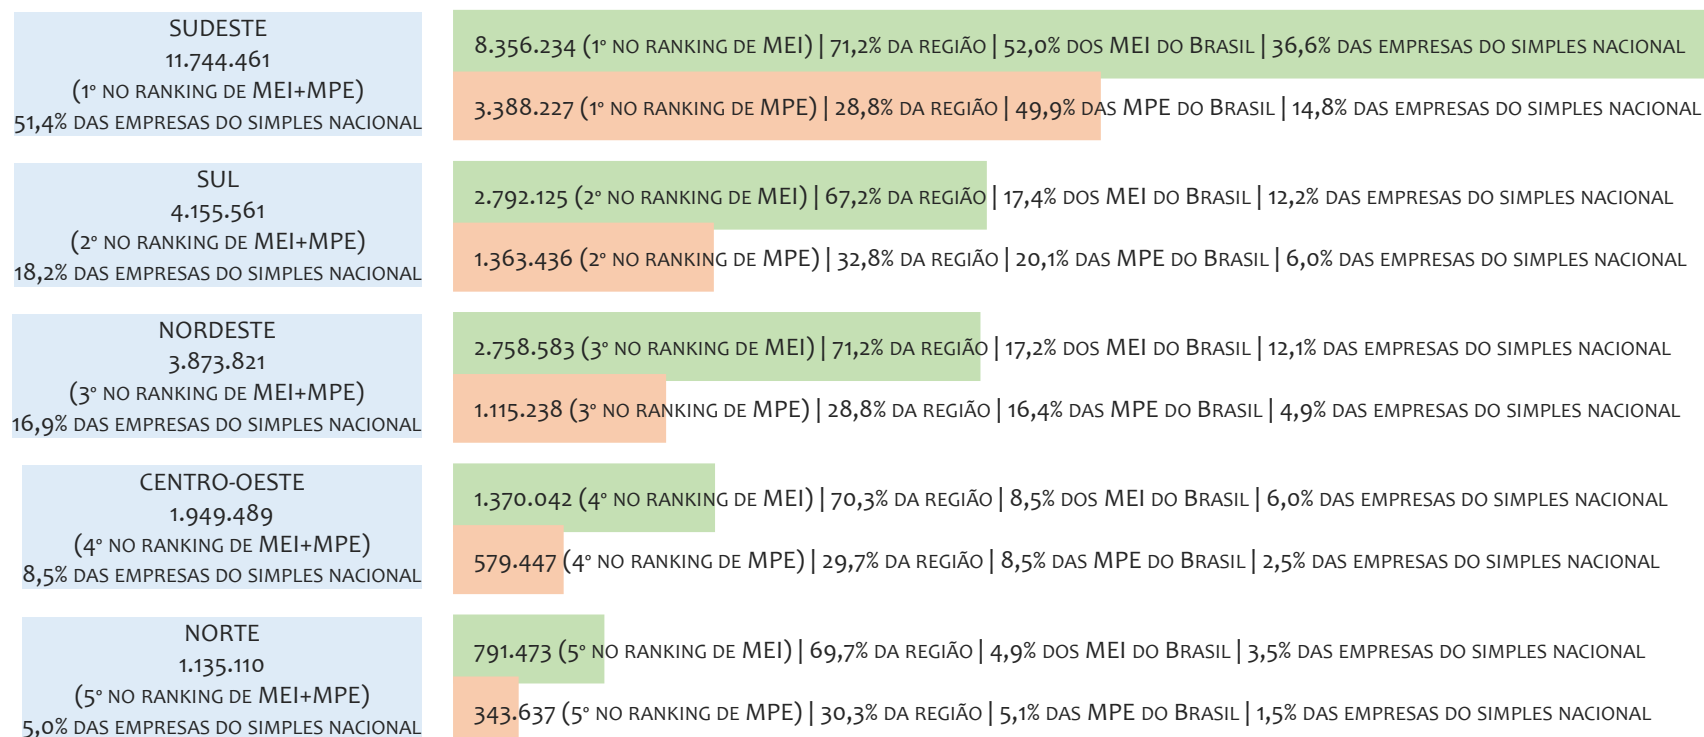 SUDESTE
11.744.461
(1º NO RANKING DE MEI+MPE)
51,4% DAS EMPRESAS DO SIMPLES NACIONAL
8.356.234 (1º NO RANKING DE MEI) | 71,2% DA REGIÃO | 52,0% DOS MEI DO BRASIL | 36,6% DAS EMPRESAS DO SIMPLES NACIONAL
3.388.227 (1º NO RANKING DE MPE) | 28,8% DA REGIÃO | 49,9% DAS MPE DO BRASIL | 14,8% DAS EMPRESAS DO SIMPLES NACIONAL
SUL
4.155.561
(2º NO RANKING DE MEI+MPE)
18,2% DAS EMPRESAS DO SIMPLES NACIONAL
2.792.125 (2º NO RANKING DE MEI) | 67,2% DA REGIÃO | 17,4% DOS MEI DO BRASIL | 12,2% DAS EMPRESAS DO SIMPLES NACIONAL
1.363.436 (2º NO RANKING DE MPE) | 32,8% DA REGIÃO | 20,1% DAS MPE DO BRASIL | 6,0% DAS EMPRESAS DO SIMPLES NACIONAL
NORDESTE
3.873.821
(3º NO RANKING DE MEI+MPE)
16,9% DAS EMPRESAS DO SIMPLES NACIONAL
2.758.583 (3º NO RANKING DE MEI) | 71,2% DA REGIÃO | 17,2% DOS MEI DO BRASIL | 12,1% DAS EMPRESAS DO SIMPLES NACIONAL
1.115.238 (3º NO RANKING DE MPE) | 28,8% DA REGIÃO | 16,4% DAS MPE DO BRASIL | 4,9% DAS EMPRESAS DO SIMPLES NACIONAL
CENTRO-OESTE
1.949.489
(4º NO RANKING DE MEI+MPE)
8,5% DAS EMPRESAS DO SIMPLES NACIONAL
1.370.042 (4º NO RANKING DE MEI) | 70,3% DA REGIÃO | 8,5% DOS MEI DO BRASIL | 6,0% DAS EMPRESAS DO SIMPLES NACIONAL
579.447 (4º NO RANKING DE MPE) | 29,7% DA REGIÃO | 8,5% DAS MPE DO BRASIL | 2,5% DAS EMPRESAS DO SIMPLES NACIONAL
NORTE
1.135.110
(5º NO RANKING DE MEI+MPE)
5,0% DAS EMPRESAS DO SIMPLES NACIONAL
791.473 (5º NO RANKING DE MEI) | 69,7% DA REGIÃO | 4,9% DOS MEI DO BRASIL | 3,5% DAS EMPRESAS DO SIMPLES NACIONAL
343.637 (5º NO RANKING DE MPE) | 30,3% DA REGIÃO | 5,1% DAS MPE DO BRASIL | 1,5% DAS EMPRESAS DO SIMPLES NACIONAL